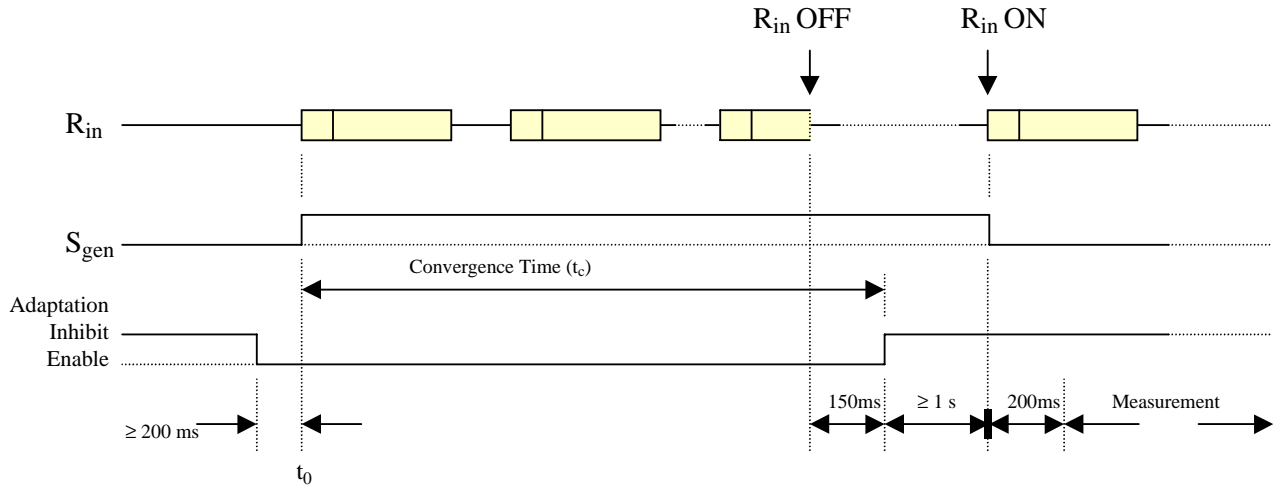 R_in OFF R_in ON
R_in
S_gen
Convergence Time (t_c)
Adaptation
Inhibit
Enable
≥ 200 ms 150ms ≥ 1 s 200ms Measurement
t_0